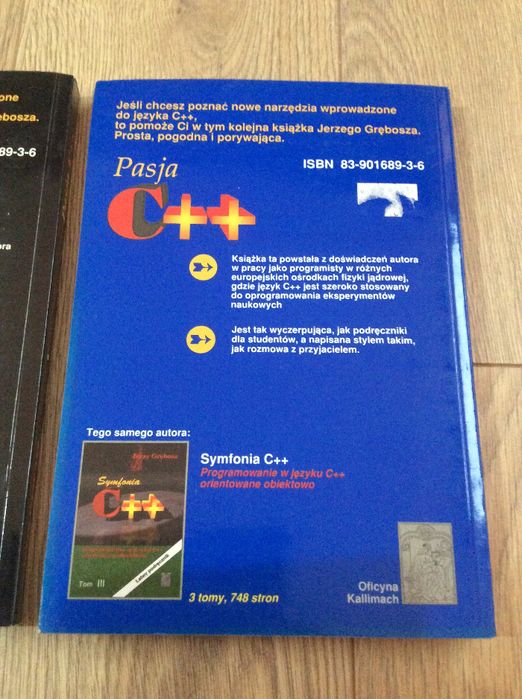 one
ębosza.
89-3-6
ora
Jeśli chcesz poznać nowe narzędzia wprowadzone
do języka C++,
to pomoże Ci w tym kolejna książka Jerzego Grębosza.
Prosta, pogodna i porywająca.
ISBN 83-901689-3-6
Pasja
C++
Książka ta powstała z doświadczeń autora
w pracy jako programisty w różnych
europejskich ośrodkach fizyki jądrowej,
gdzie język C++ jest szeroko stosowany
do oprogramowania eksperymentów
naukowych
Jest tak wyczerpująca, jak podręczniki
dla studentów, a napisana stylem takim,
jak rozmowa z przyjacielem.
Tego samego autora:
Jerzy Grębosz
Symfonia
C++
Tom III
Symfonia C++
Programowanie w języku C++
orientowane obiektowo
3 tomy, 748 stron
Oficyna
Kallimach